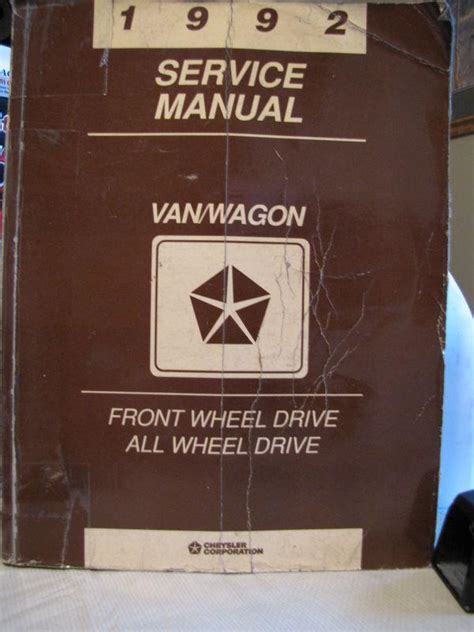 1992
SERVICE
MANUAL
VAN/WAGON
FRONT WHEEL DRIVE
ALL WHEEL DRIVE
CHRYSLER
CORPORATION